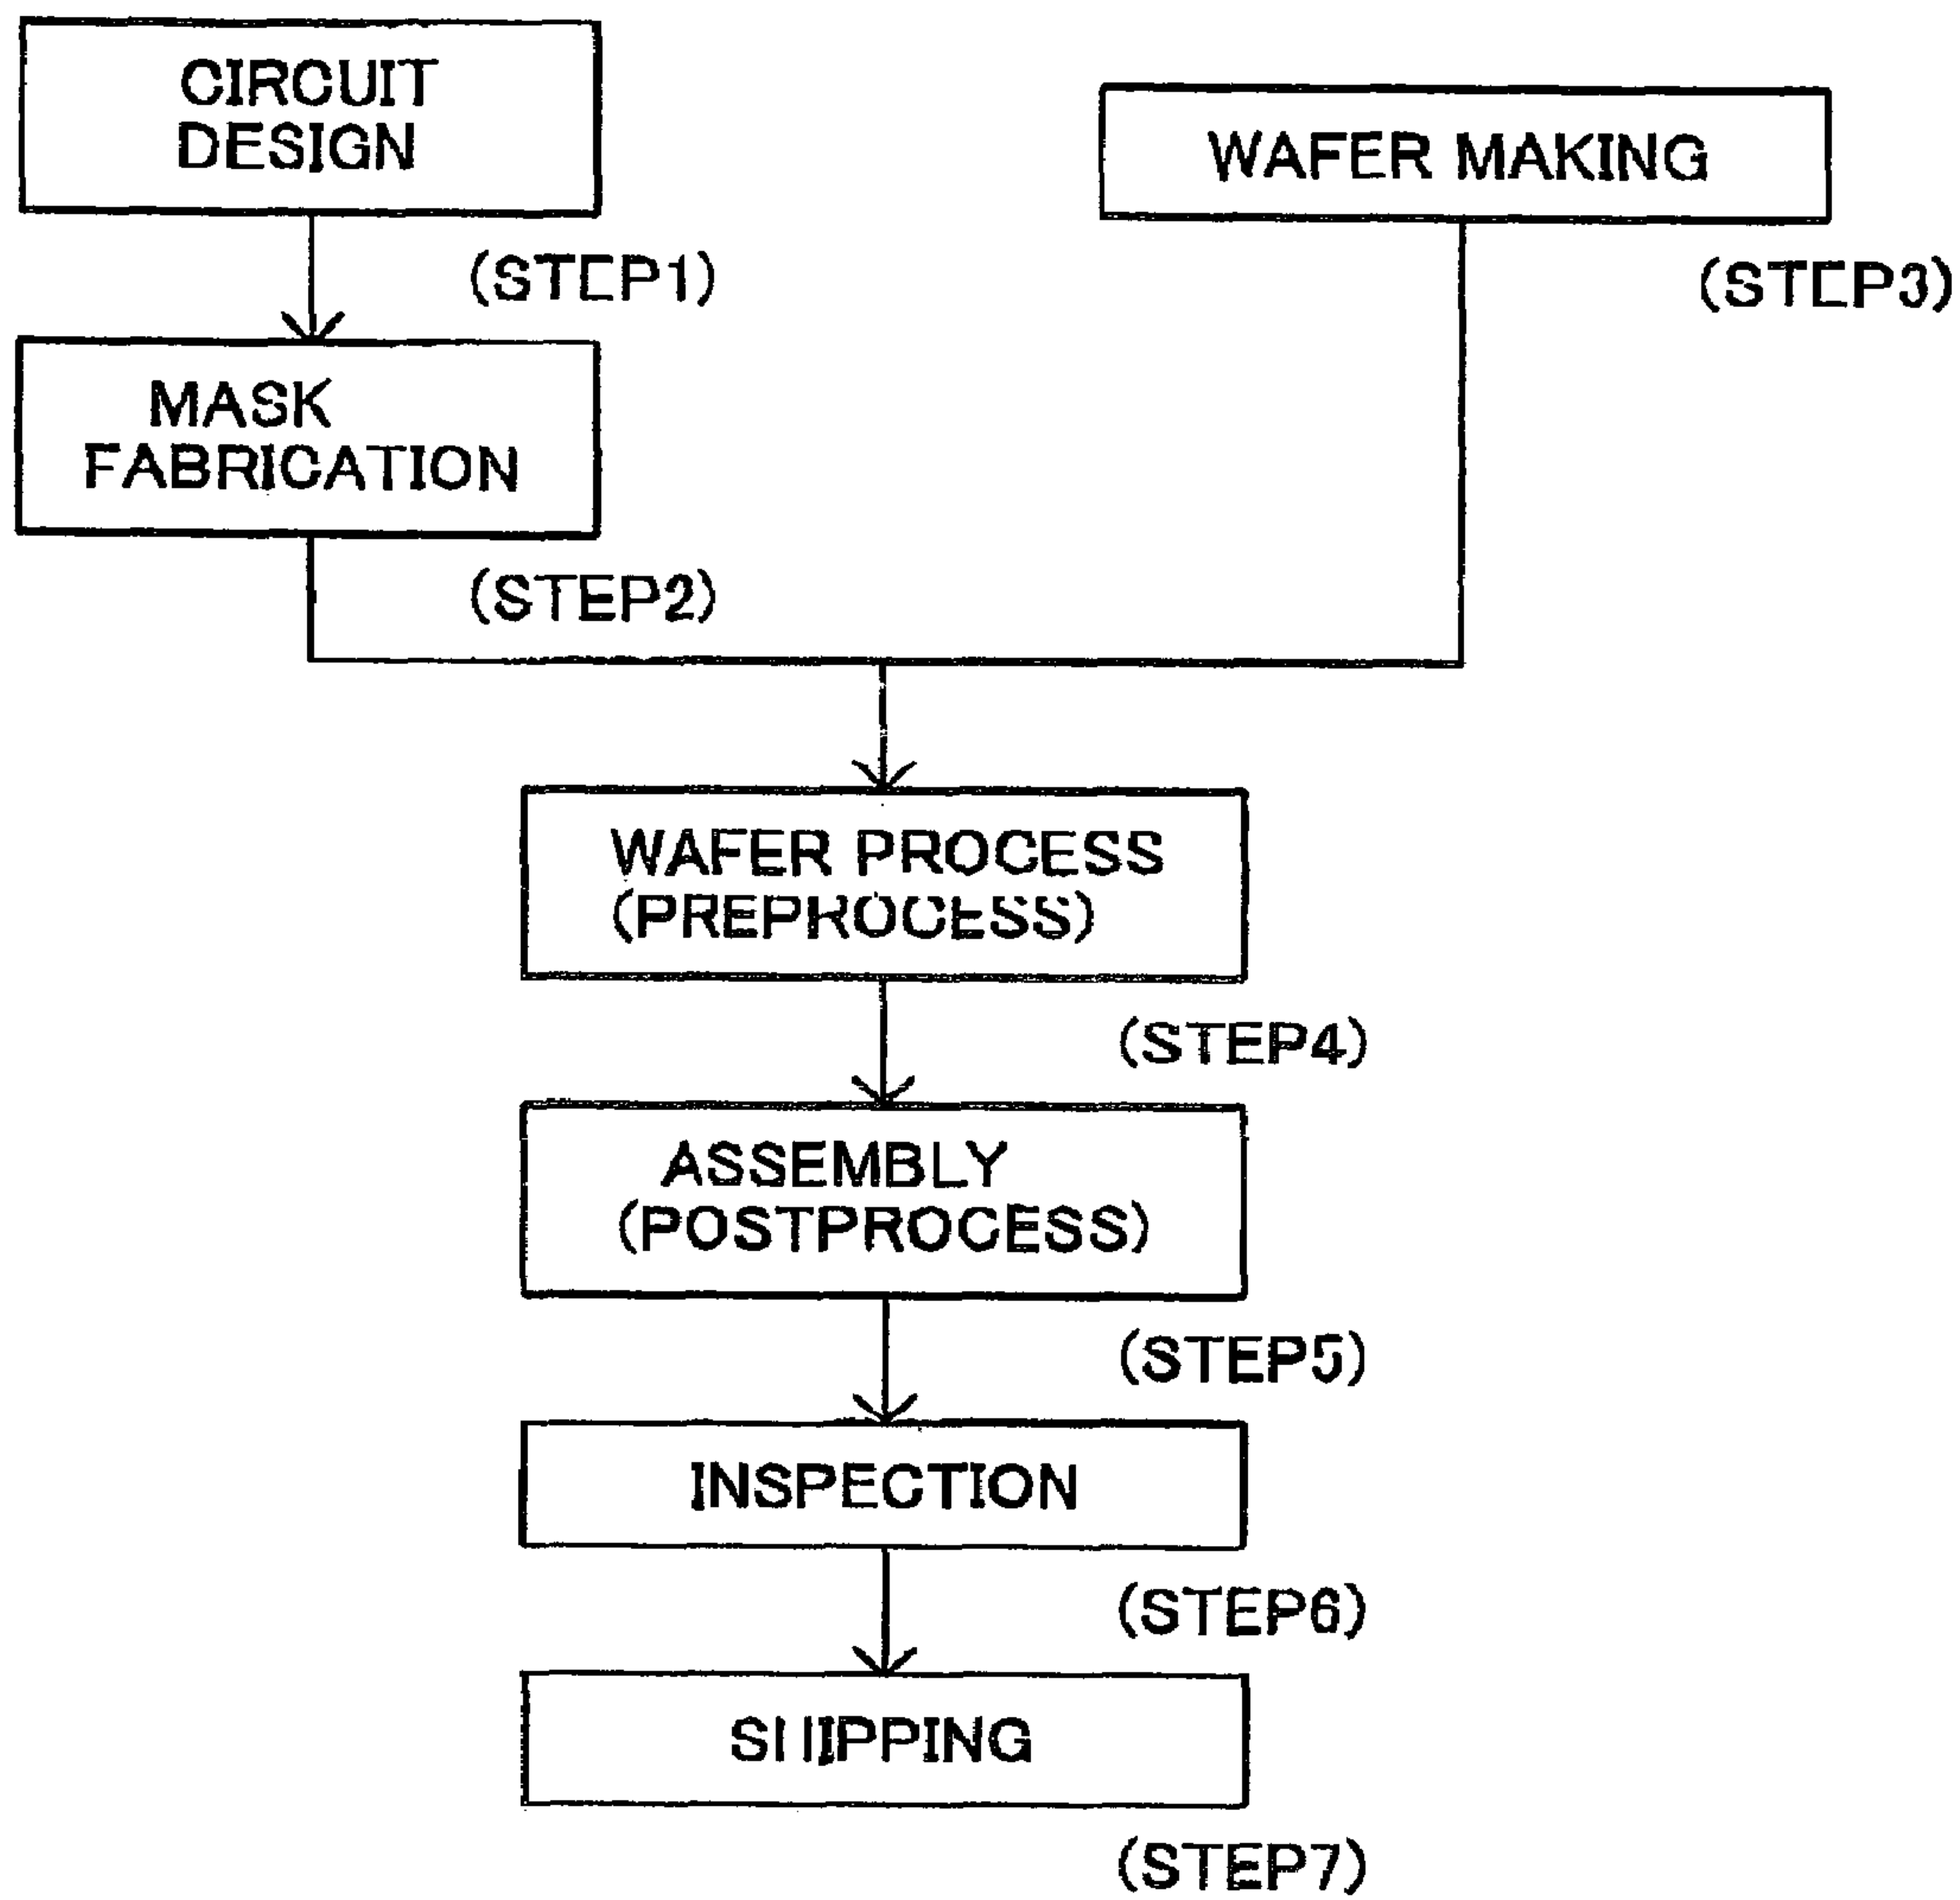 CIRCUIT
DESIGN
(STEP1)
MASK
FABRICATION
(STEP2)
WAFER MAKING
(STEP3)
WAFER PROCESS
(PREPROCESS)
(STEP4)
ASSEMBLY
(POSTPROCESS)
(STEP5)
INSPECTION
(STEP6)
SHIPPING
(STEP7)